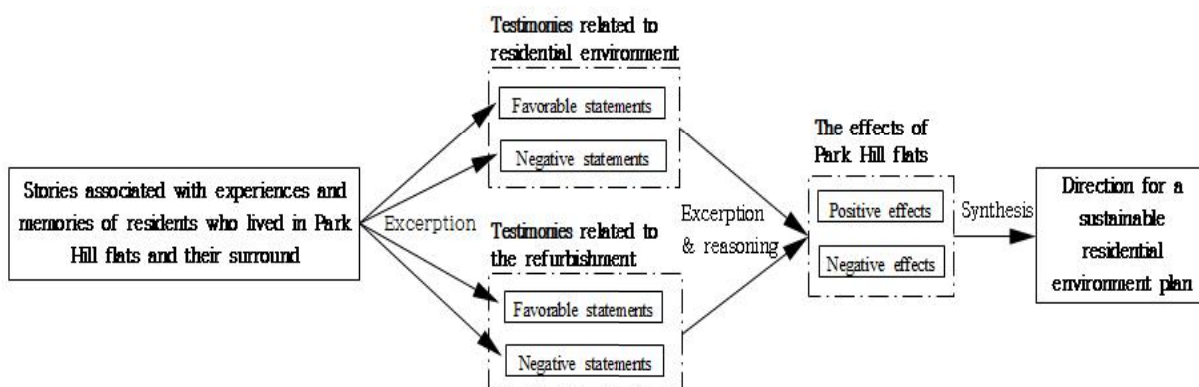 Stories associated with experiences and
memories of residents who lived in Park
Hill flats and their surround
Excerption
Testimonies related to
residential environment
Favorable statements
Negative statements
Testimonies related to
the refurbishment
Favorable statements
Negative statements
Excerption
& reasoning
The effects of
Park Hill flats
Positive effects
Negative effects
Synthesis
Direction for a
sustainable
residential
environment plan